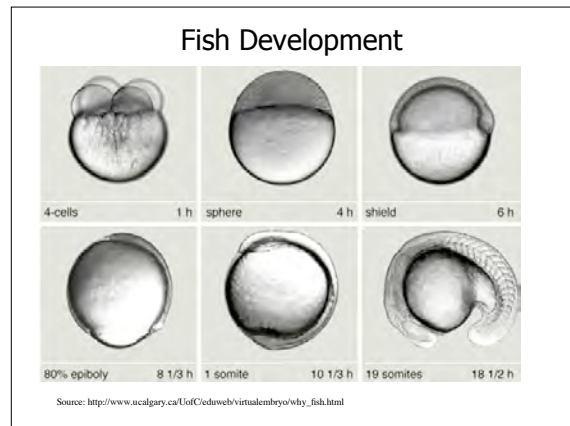 Fish Development
4-cells 1 h
sphere 4 h
shield 6 h
80% epiboly 8 1/3 h
1 somite 10 1/3 h
19 somites 18 1/2 h
Source: http://www.ucalgary.ca/UofC/eduweb/virtualembryo/why_fish.html